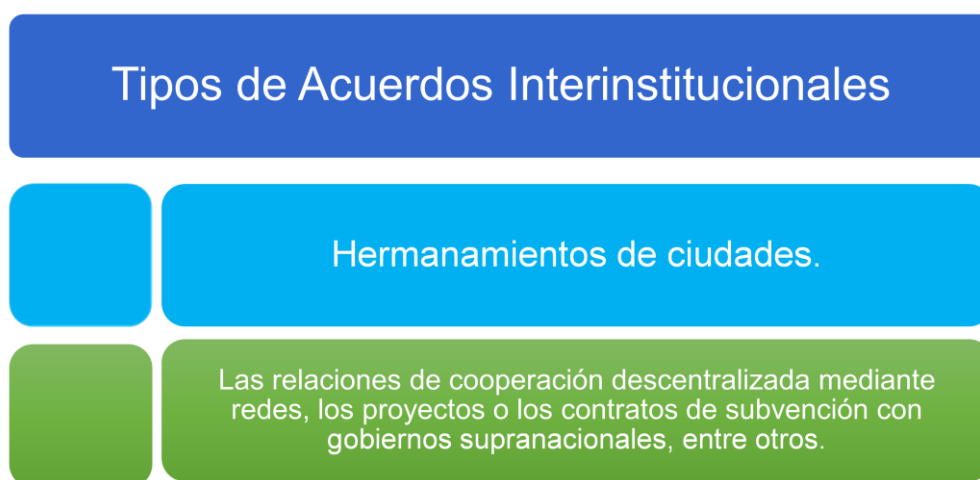 Tipos de Acuerdos Interinstitucionales
Hermanamientos de ciudades.
Las relaciones de cooperación descentralizada mediante
redes, los proyectos o los contratos de subvención con
gobiernos supranacionales, entre otros.